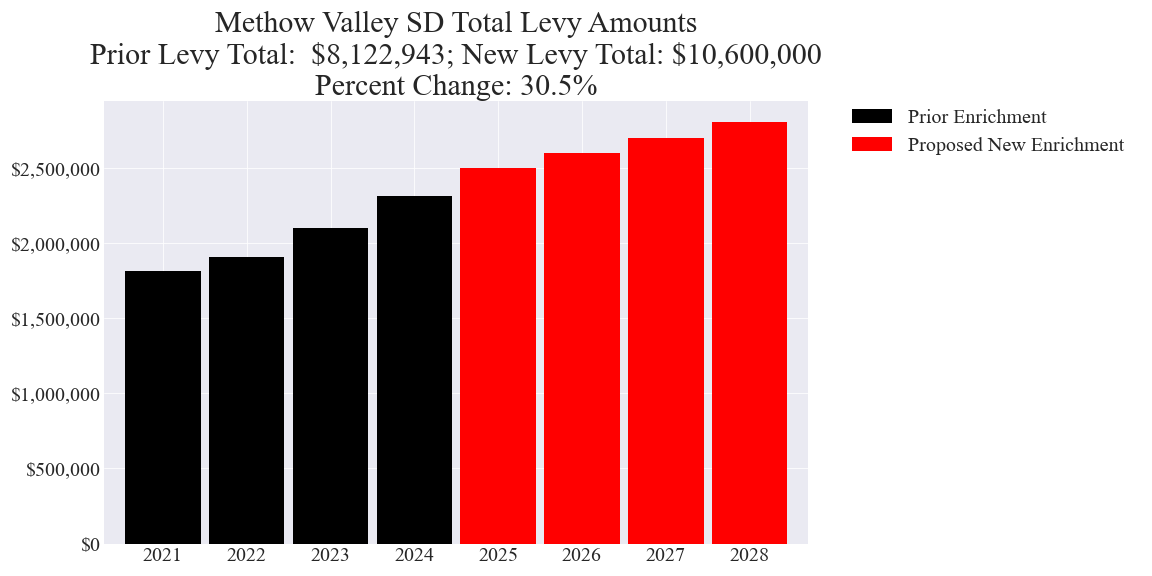 Methow Valley SD Total Levy Amounts
Prior Levy Total:  $8,122,943; New Levy Total: $10,600,000
Percent Change: 30.5%
Prior Enrichment
Proposed New Enrichment
$2,500,000
$2,000,000
$1,500,000
$1,000,000
$500,000
$0
2021 2022 2023 2024 2025 2026 2027 2028